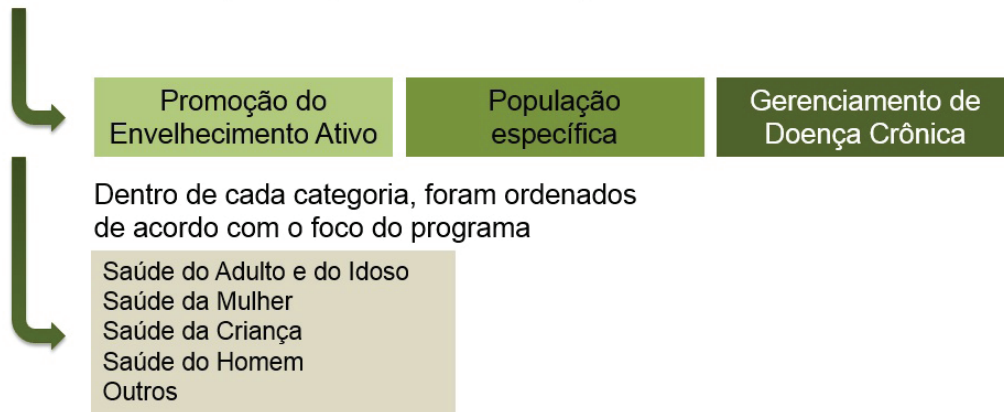 Promoção do
Envelhecimento Ativo
População
específica
Gerenciamento de
Doença Crônica
Dentro de cada categoria, foram ordenados
de acordo com o foco do programa
Saúde do Adulto e do Idoso
Saúde da Mulher
Saúde da Criança
Saúde do Homem
Outros